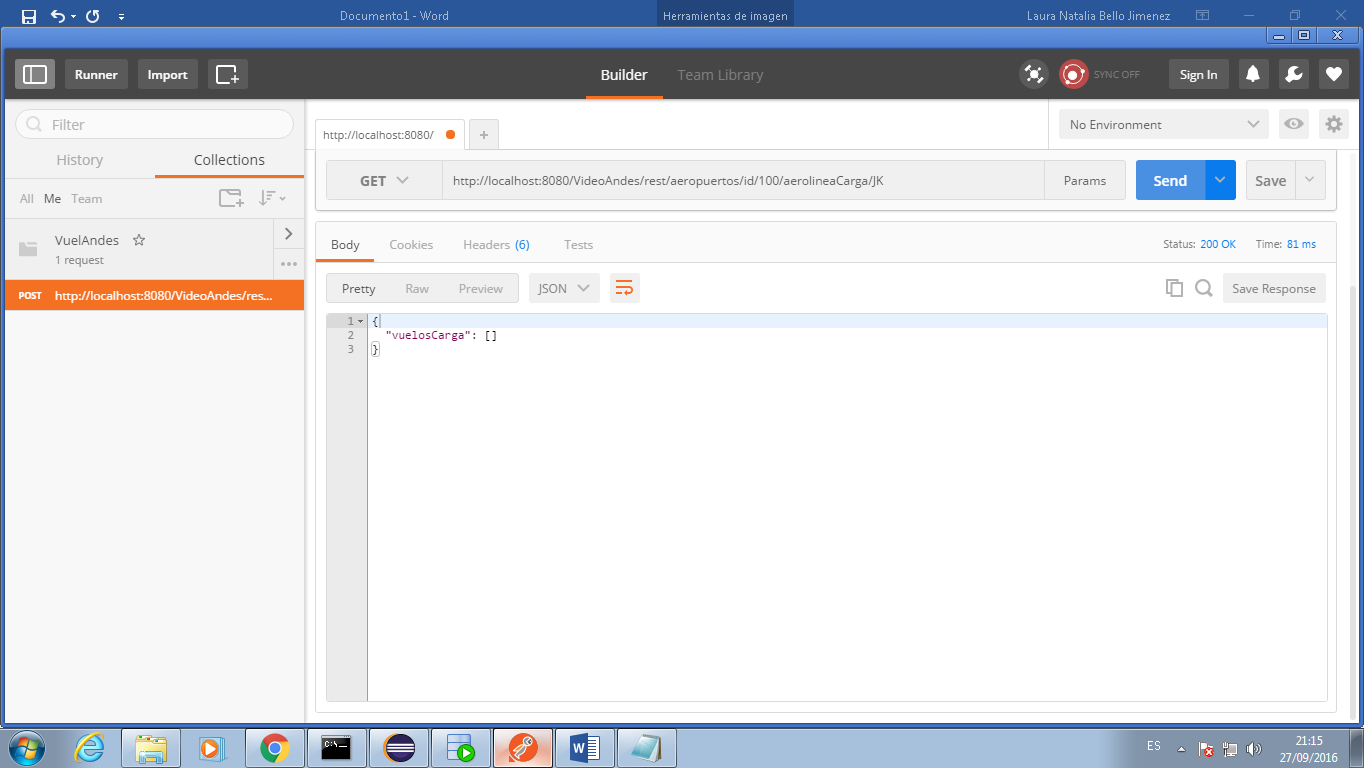 Documento1 - Word
Herramientas de imagen
Laura Natalia Bello Jimenez
Runner
Import
Builder
Team Library
SYNC OFF
Sign In
Filter
History
Collections
All Me Team
VuelAndes
1 request
POST http://localhost:8080/VideoAndes/res...
http://localhost:8080/
No Environment
GET
http://localhost:8080/VideoAndes/rest/aeropuertos/id/100/aerolineaCarga/JK
Params
Send
Save
Body
Cookies
Headers (6)
Tests
Status: 200 OK
Time: 81 ms
Pretty
Raw
Preview
JSON
Save Response
1 {
2 "vuelosCarga": []
3 }
C:\.
ES
21:15
27/09/2016